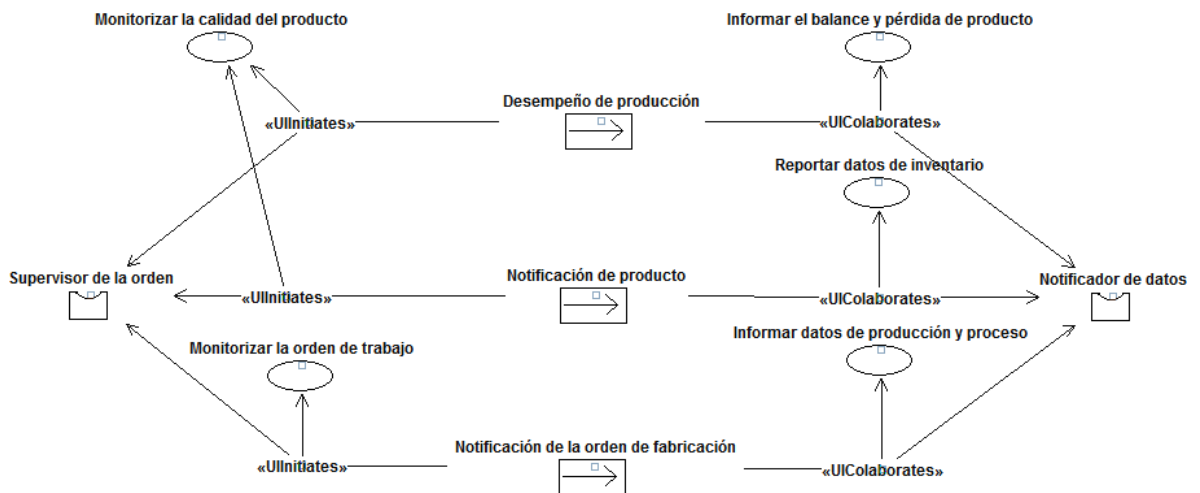 Monitorizar la calidad del producto
Informar el balance y pérdida de producto
Desempeño de producción
«UIInitiates»
«UIColaborates»
Reportar datos de inventario
Supervisor de la orden
Notificación de producto
Notificador de datos
«UIInitiates»
«UIColaborates»
Monitorizar la orden de trabajo
Informar datos de producción y proceso
Notificación de la orden de fabricación
«UIInitiates»
«UIColaborates»